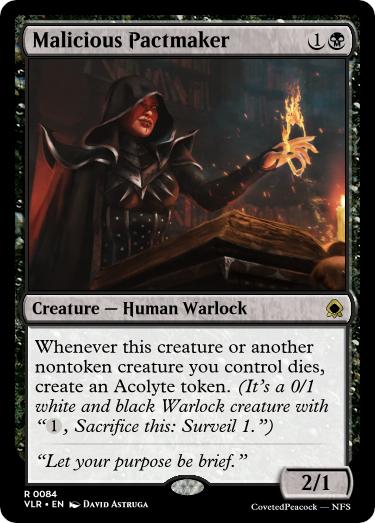 Malicious Pactmaker 1
Creature — Human Warlock
Whenever this creature or another
nontoken creature you control dies,
create an Acolyte token. (It's a 0/1
white and black Warlock creature with
“1, Sacrifice this: Surveil 1.”)
“Let your purpose be brief.”
2/1
R 0084
VLR • EN David Astruga
CovetedPeacock — NFS